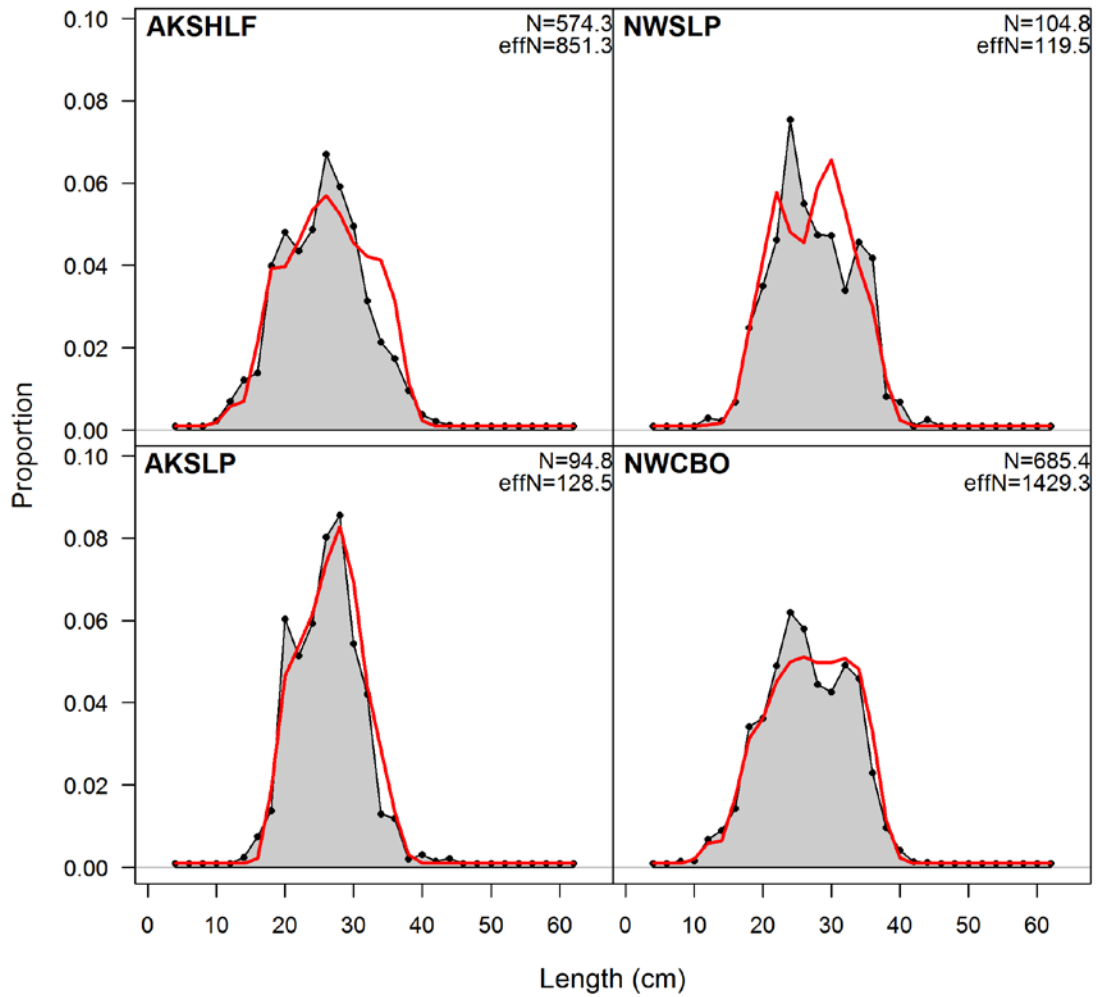 AKSHLF
N=574.3
effN=851.3
NWSLP
N=104.8
effN=119.5
AKSLP
N=94.8
effN=128.5
NWCBO
N=685.4
effN=1429.3
Proportion
0.10
0.08
0.06
0.04
0.02
0.00
0.10
0.08
0.06
0.04
0.02
0.00
0 10 20 30 40 50 60 0 10 20 30 40 50 60
Length (cm)